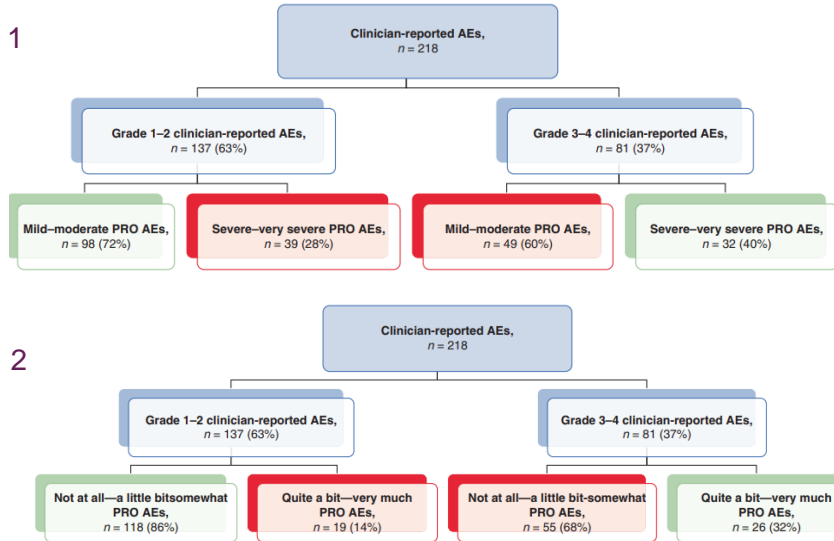 1
Clinician-reported AEs,
n = 218
Grade 1–2 clinician-reported AEs,
n = 137 (63%)
Grade 3–4 clinician-reported AEs,
n = 81 (37%)
Mild–moderate PRO AEs,
n = 98 (72%)
Severe–very severe PRO AEs,
n = 39 (28%)
Mild–moderate PRO AEs,
n = 49 (60%)
Severe–very severe PRO AEs,
n = 32 (40%)
2
Clinician-reported AEs,
n = 218
Grade 1–2 clinician-reported AEs,
n = 137 (63%)
Grade 3–4 clinician-reported AEs,
n = 81 (37%)
Not at all—a little bitsomewhat
PRO AEs,
n = 118 (86%)
Quite a bit—very much
PRO AEs,
n = 19 (14%)
Not at all—a little bit-somewhat
PRO AEs,
n = 55 (68%)
Quite a bit—very much
PRO AEs,
n = 26 (32%)